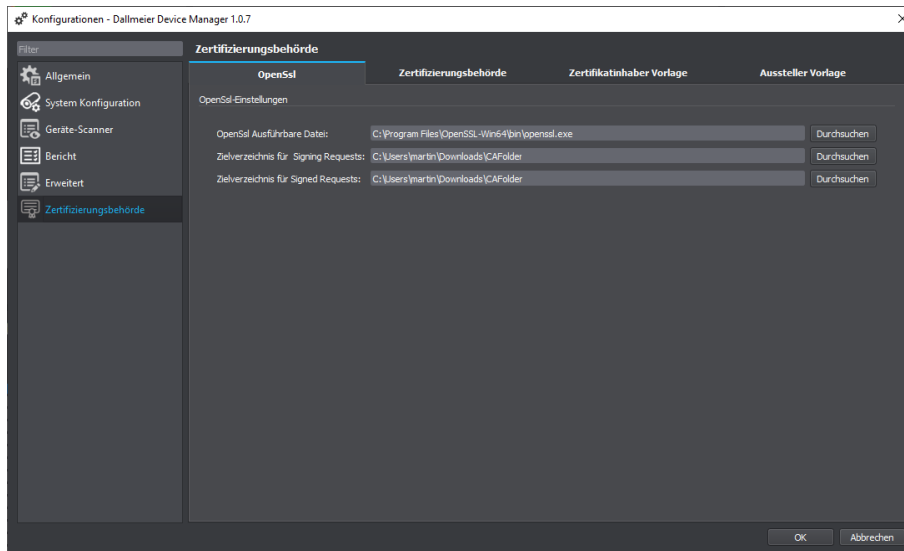 Konfigurationen - Dallmeier Device Manager 1.0.7
Filter
Allgemein
System Konfiguration
Geräte-Scanner
Bericht
Erweitert
Zertifizierungsbehörde
Zertifizierungsbehörde
OpenSsl Zertifizierungsbehörde Zertifikatinhaber Vorlage Aussteller Vorlage
OpenSsl-Einstellungen
OpenSsl Ausführbare Datei: C:\Program Files\OpenSSL-Win64\bin\openssl.exe Durchsuchen
Zielverzeichnis für Signing Requests: C:\Users\martin\Downloads\CAFolder Durchsuchen
Zielverzeichnis für Signed Requests: C:\Users\martin\Downloads\CAFolder Durchsuchen
OK Abbrechen